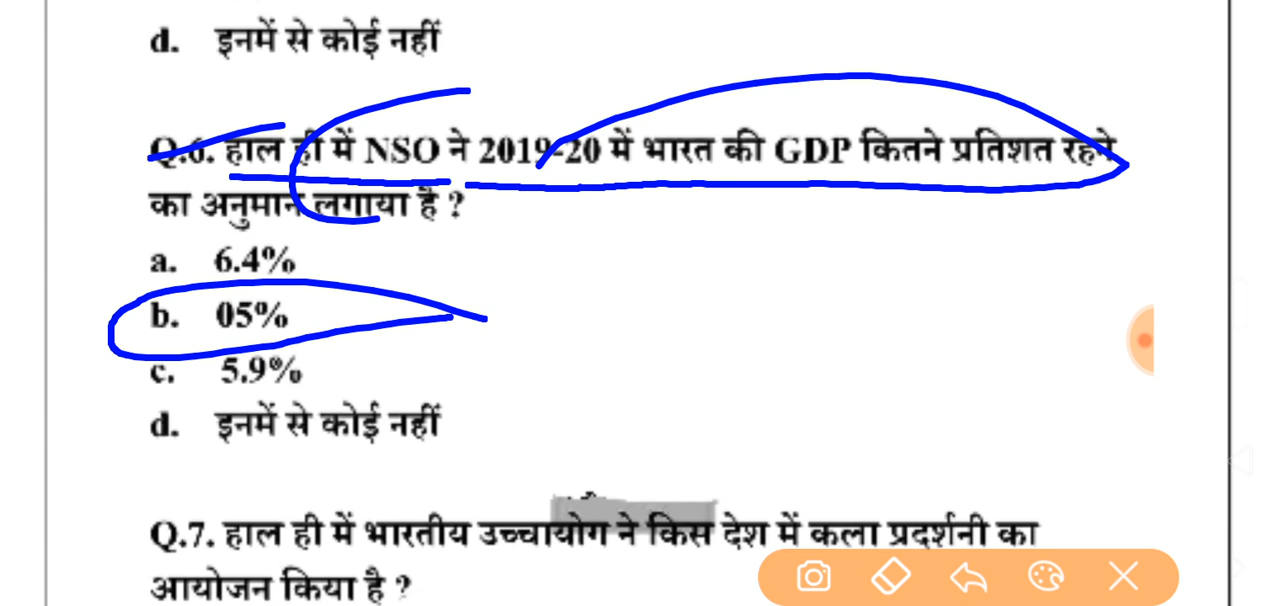 d. इनमें से कोई नहीं
Q.6. हाल ही में NSO ने 2019-20 में भारत की GDP कितने प्रतिशत रहने
का अनुमान लगाया है ?
a. 6.4%
b. 05%
c. 5.9%
d. इनमें से कोई नहीं
Q.7. हाल ही में भारतीय उच्चायोग ने किस देश में कला प्रदर्शनी का
आयोजन किया है ?